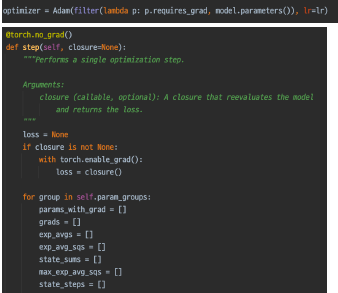 optimizer = Adam(filter(lambda p: p.requires_grad, model.parameters()), lr=lr)
@torch.no_grad()
def step(self, closure=None):
"""Performs a single optimization step.
Arguments:
closure (callable, optional): A closure that reevaluates the model
and returns the loss.
"""
loss = None
if closure is not None:
with torch.enable_grad():
loss = closure()
for group in self.param_groups:
params_with_grad = []
grads = []
exp_avgs = []
exp_avg_sqs = []
state_sums = []
max_exp_avg_sqs = []
state_steps = []